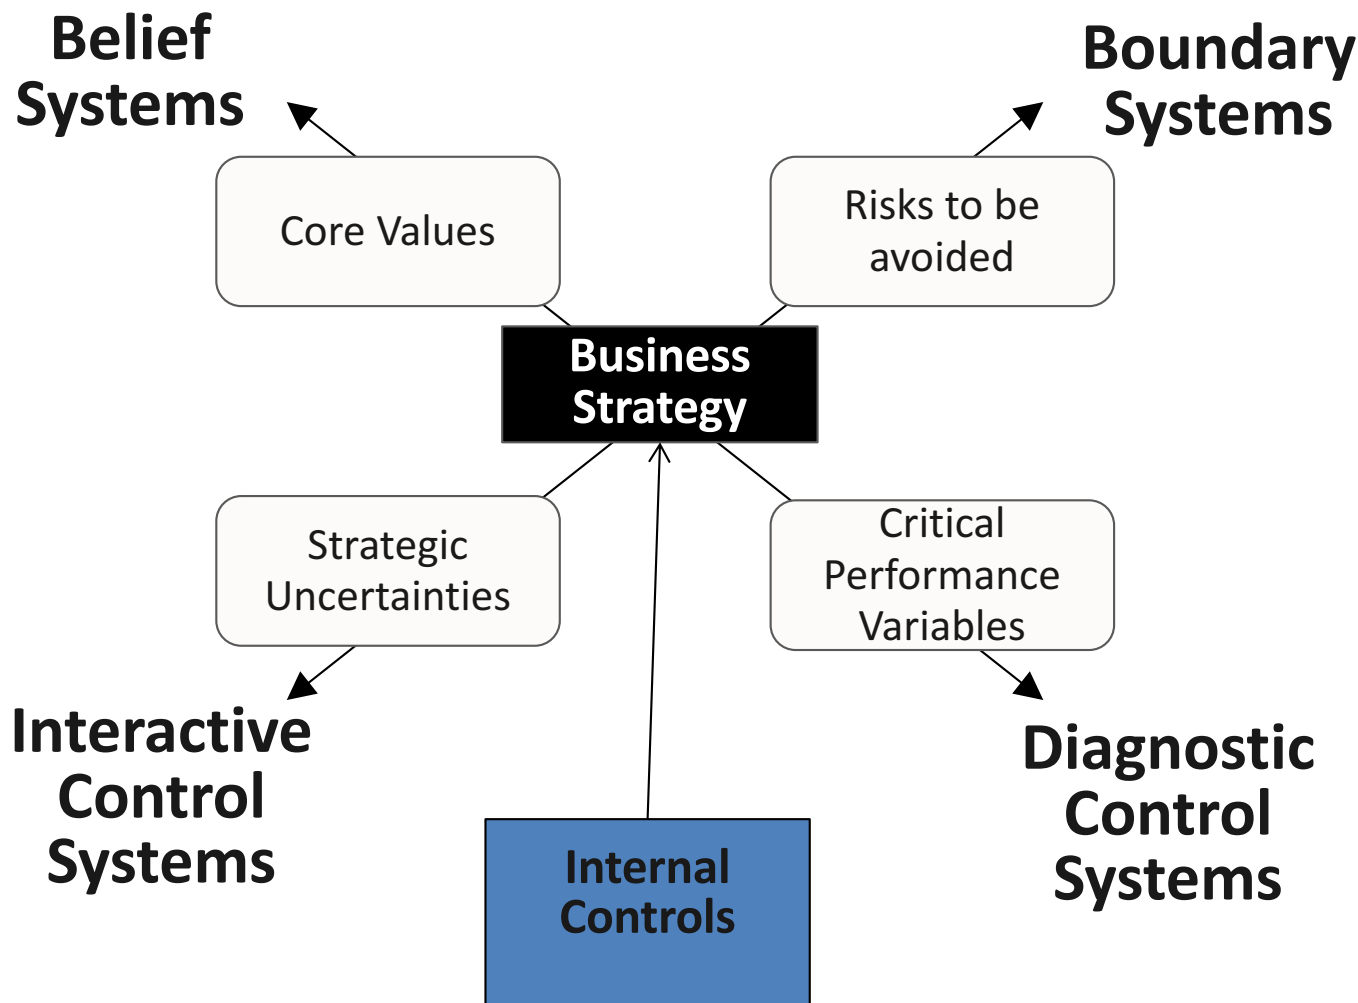 Belief
Systems
Boundary
Systems
Core Values
Risks to be
avoided
Business
Strategy
Strategic
Uncertainties
Critical
Performance
Variables
Interactive
Control
Systems
Diagnostic
Control
Systems
Internal
Controls